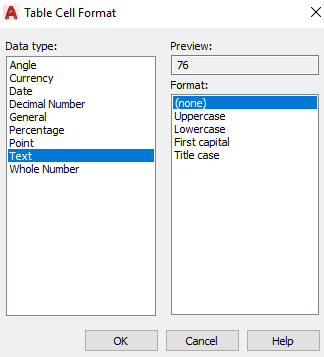 Table Cell Format
Data type:
Angle
Currency
Date
Decimal Number
General
Percentage
Point
Text
Whole Number
Preview:
76
Format:
(none)
Uppercase
Lowercase
First capital
Title case
OK
Cancel
Help